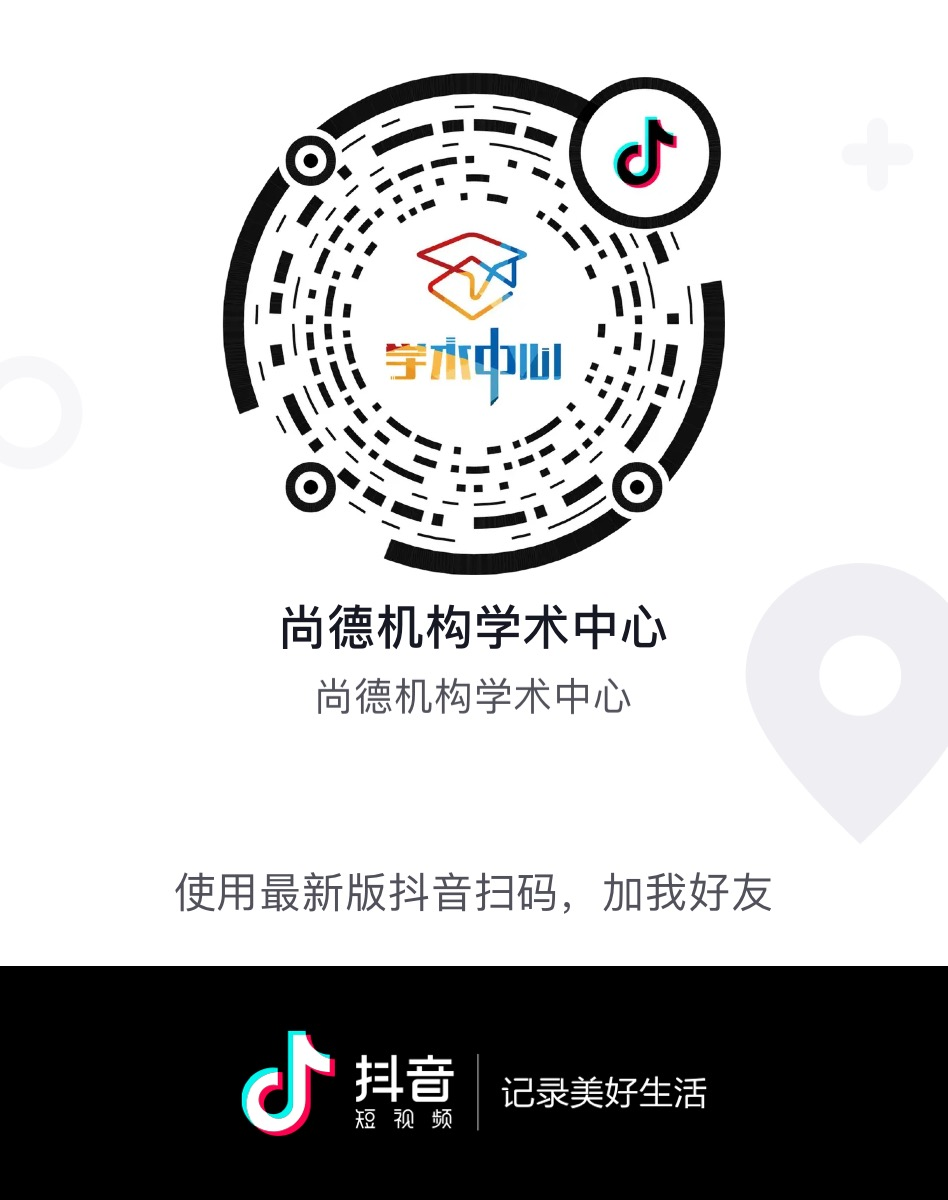 学术中心
尚德机构学术中心
尚德机构学术中心
使用最新版抖音扫码，加我好友
抖音
短视频
记录美好生活